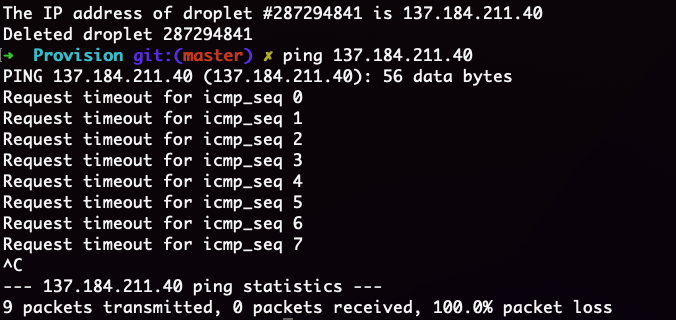 The IP address of droplet #287294841 is 137.184.211.40
Deleted droplet 287294841
→ Provision git:(master) ✗ ping 137.184.211.40
PING 137.184.211.40 (137.184.211.40): 56 data bytes
Request timeout for icmp_seq 0
Request timeout for icmp_seq 1
Request timeout for icmp_seq 2
Request timeout for icmp_seq 3
Request timeout for icmp_seq 4
Request timeout for icmp_seq 5
Request timeout for icmp_seq 6
Request timeout for icmp_seq 7
^C
--- 137.184.211.40 ping statistics ---
9 packets transmitted, 0 packets received, 100.0% packet loss